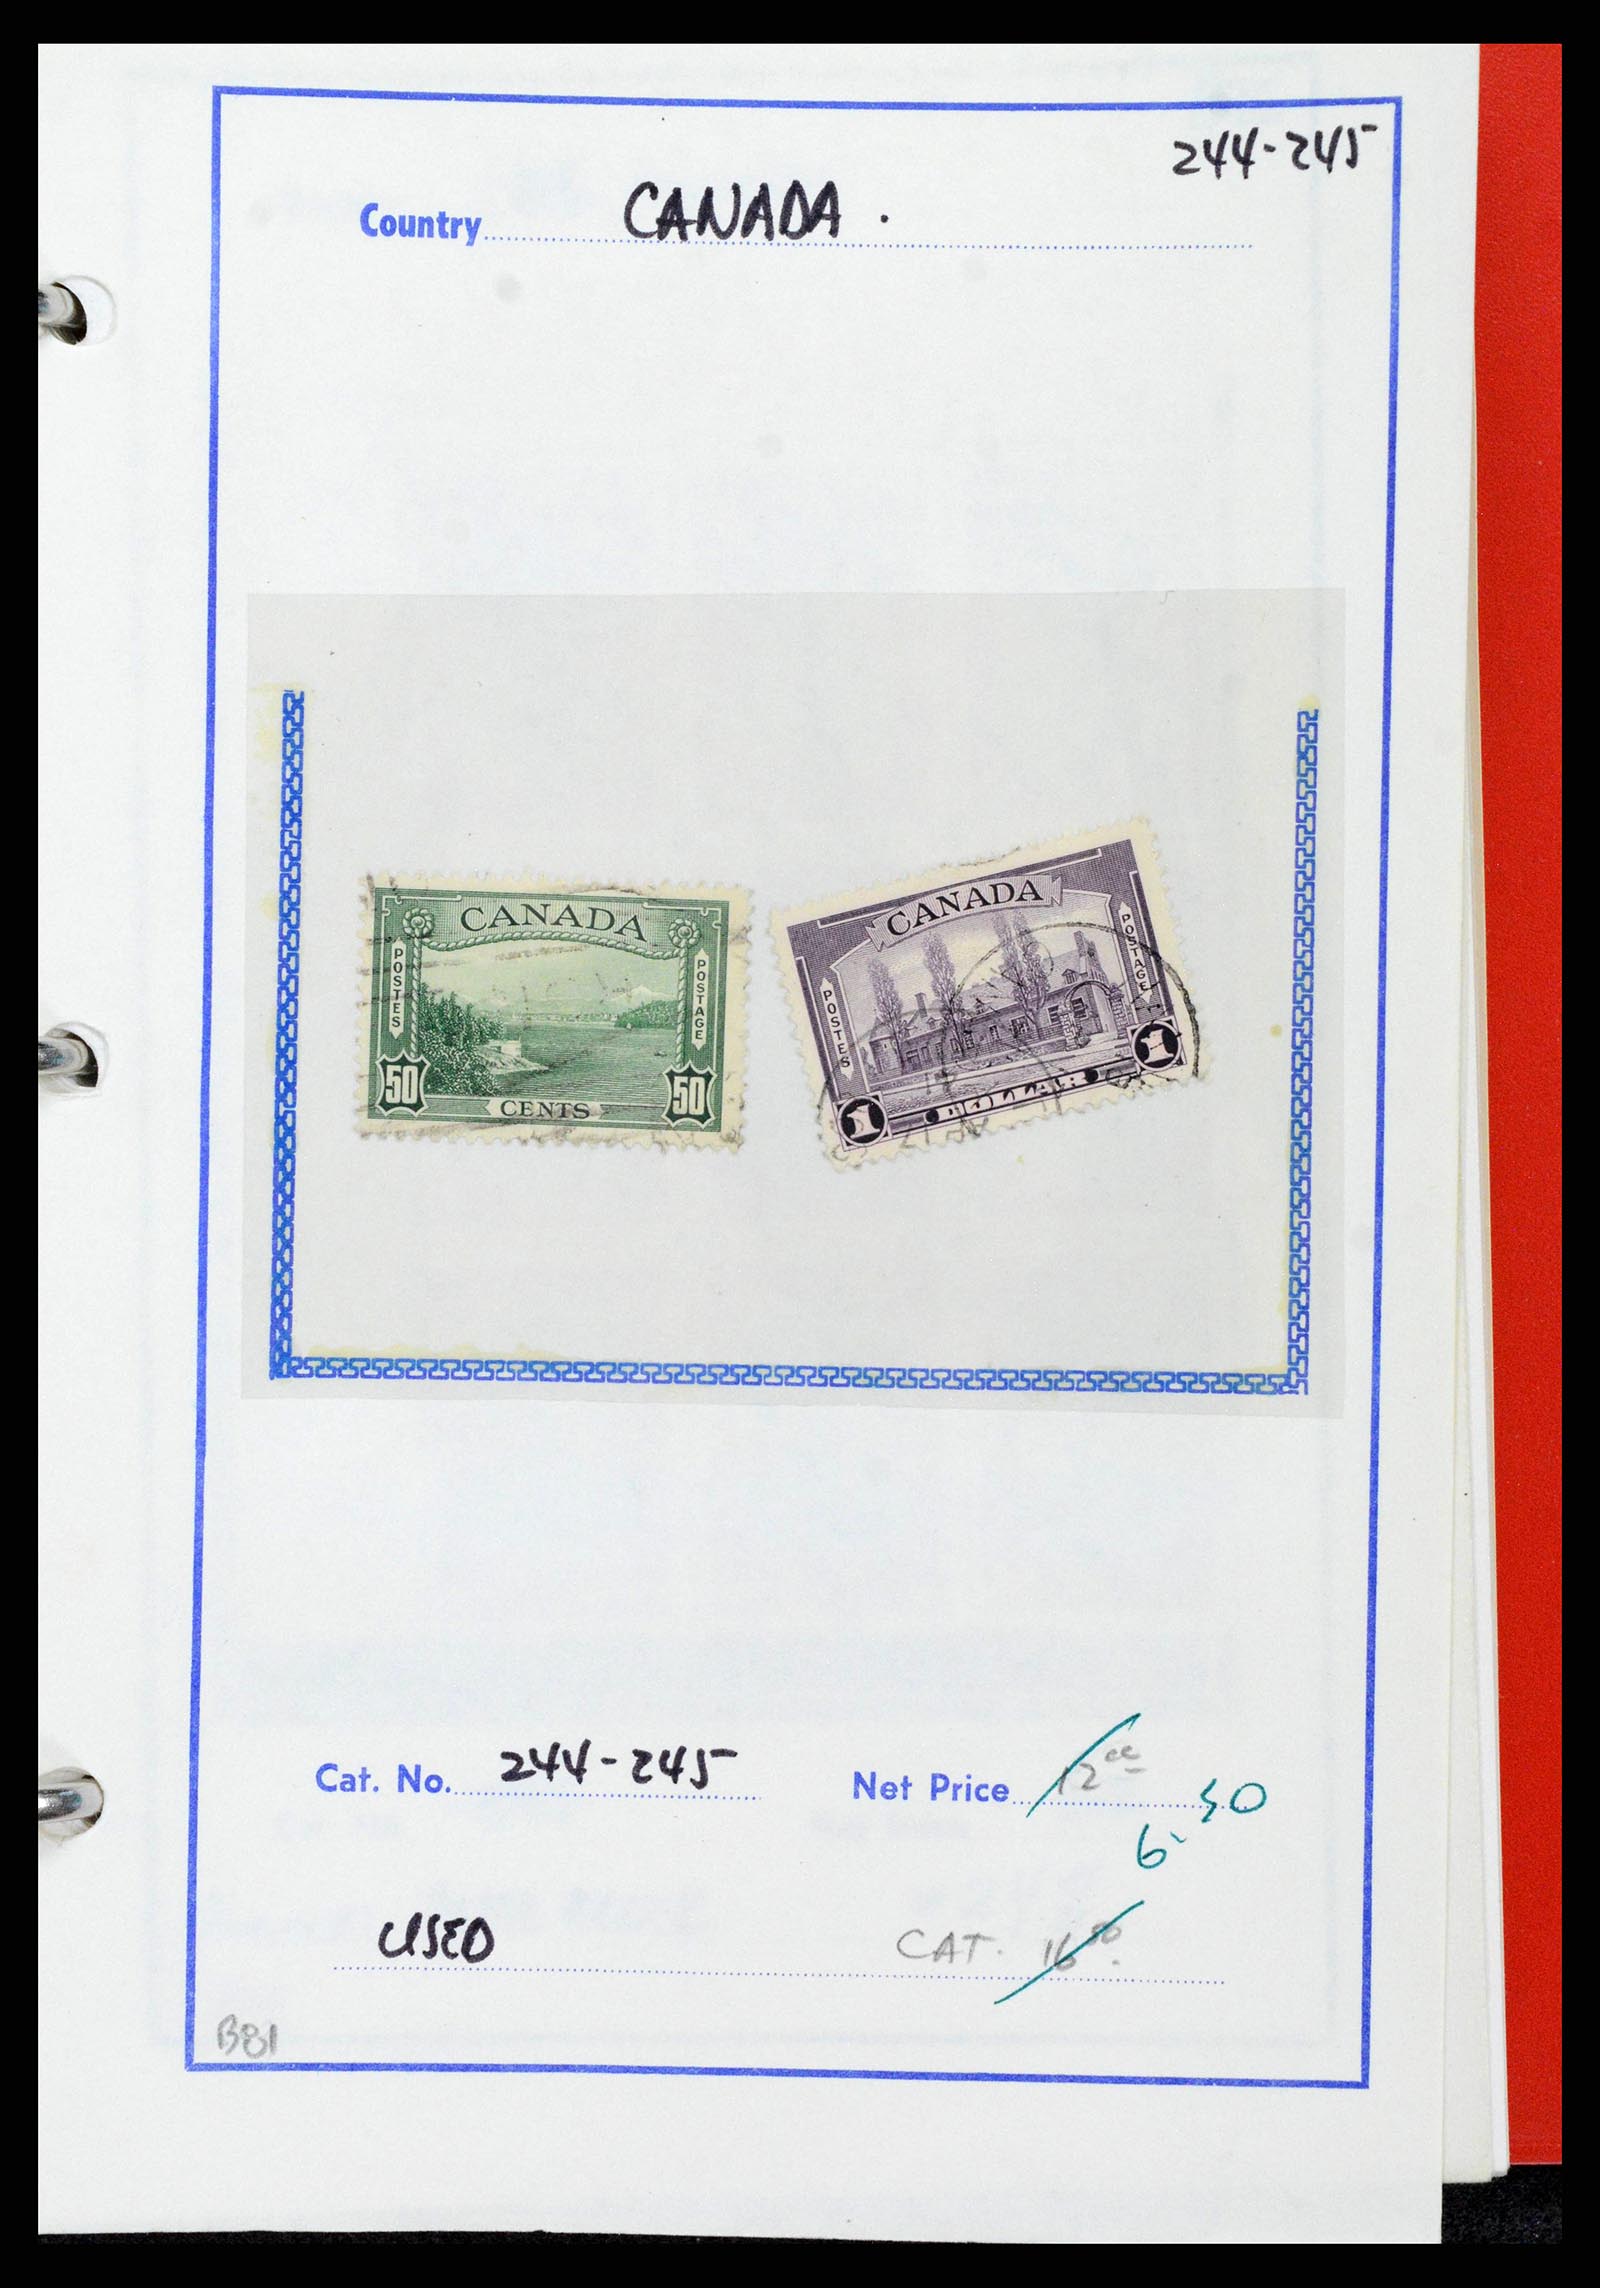 244-245
Country CANADA.
CANADA
POSTES
POSTAGE
50 50
CENTS
CANADA
POSTES
POSTAGE
1 1
DOLLAR
Cat. No. 244-245 Net Price 12
6.50
USED CAT. 16.50
B81